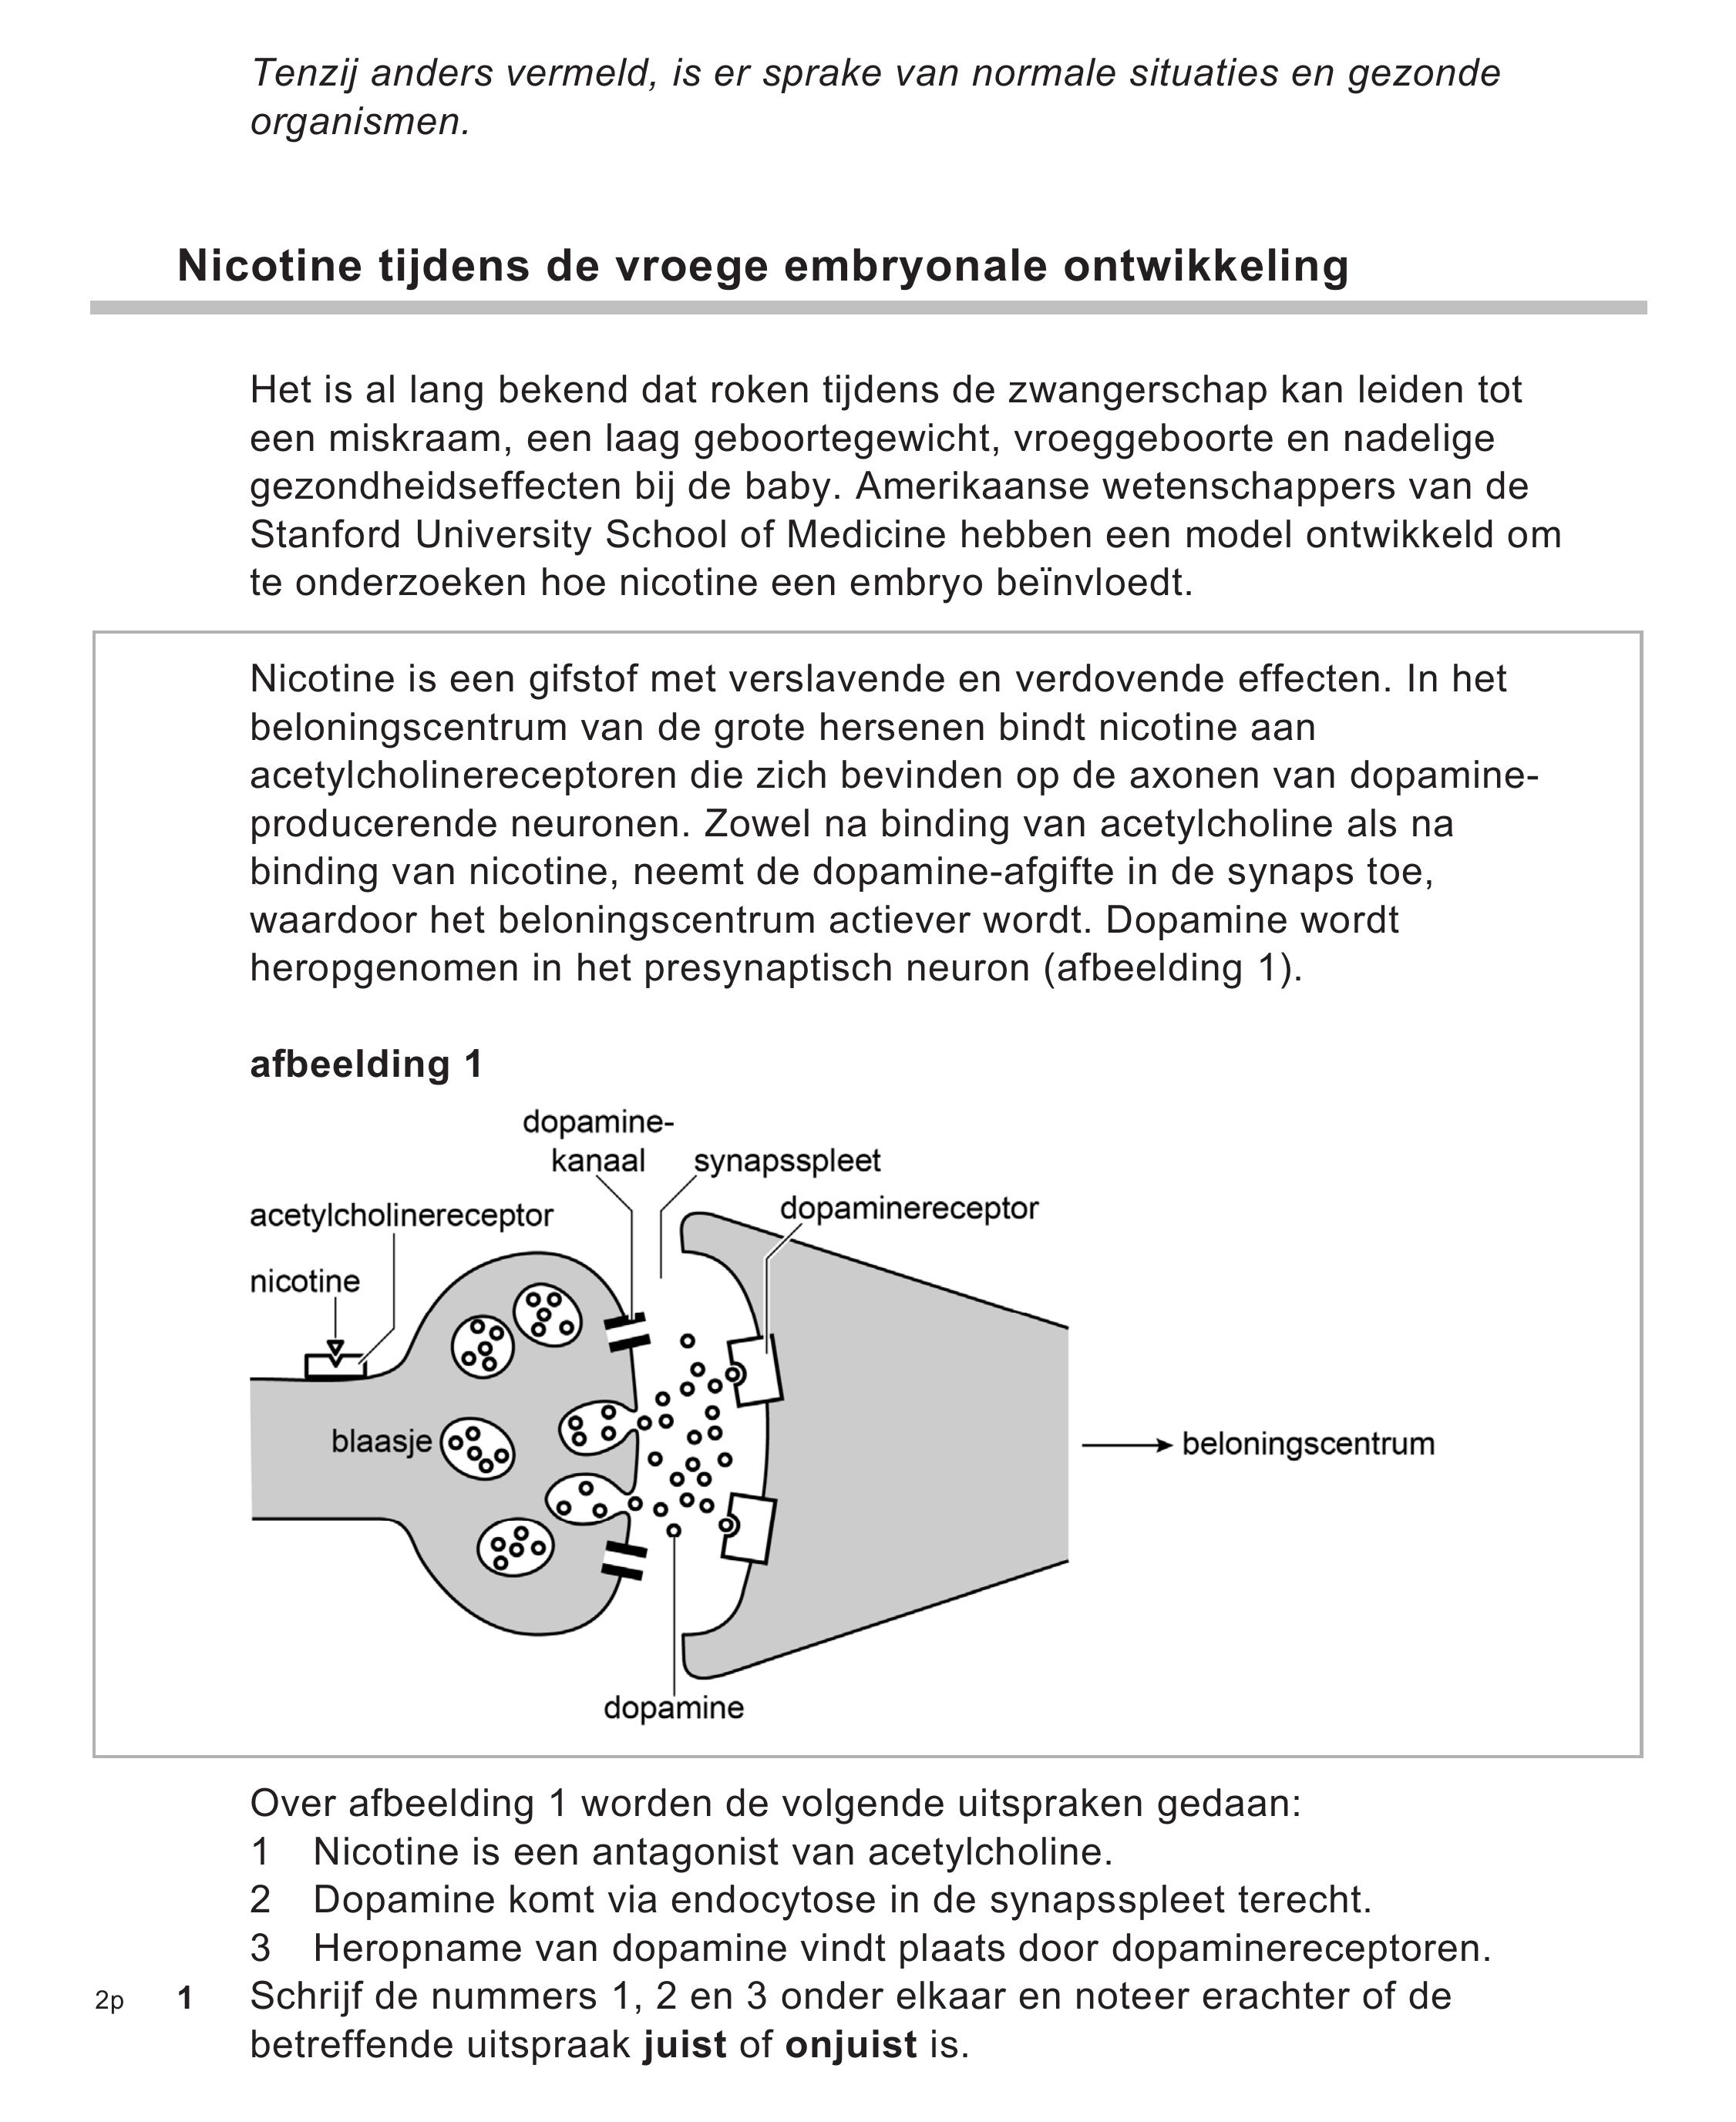 Tenzij anders vermeld, is er sprake van normale situaties en gezonde
organismen.
Nicotine tijdens de vroege embryonale ontwikkeling
Het is al lang bekend dat roken tijdens de zwangerschap kan leiden tot
een miskraam, een laag geboortegewicht, vroeggeboorte en nadelige
gezondheidseffecten bij de baby. Amerikaanse wetenschappers van de
Stanford University School of Medicine hebben een model ontwikkeld om
te onderzoeken hoe nicotine een embryo beïnvloedt.
Nicotine is een gifstof met verslavende en verdovende effecten. In het
beloningscentrum van de grote hersenen bindt nicotine aan
acetylcholinereceptoren die zich bevinden op de axonen van dopamine-
producerende neuronen. Zowel na binding van acetylcholine als na
binding van nicotine, neemt de dopamine-afgifte in de synaps toe,
waardoor het beloningscentrum actiever wordt. Dopamine wordt
heropgenomen in het presynaptisch neuron (afbeelding 1).
afbeelding 1
dopamine-
kanaal
synapsspleet
dopaminereceptor
acetylcholinereceptor
nicotine
blaasje
beloningscentrum
dopamine
Over afbeelding 1 worden de volgende uitspraken gedaan:
1 Nicotine is een antagonist van acetylcholine.
2 Dopamine komt via endocytose in de synapsspleet terecht.
3 Heropname van dopamine vindt plaats door dopaminereceptoren.
2p 1 Schrijf de nummers 1, 2 en 3 onder elkaar en noteer erachter of de
betreffende uitspraak juist of onjuist is.